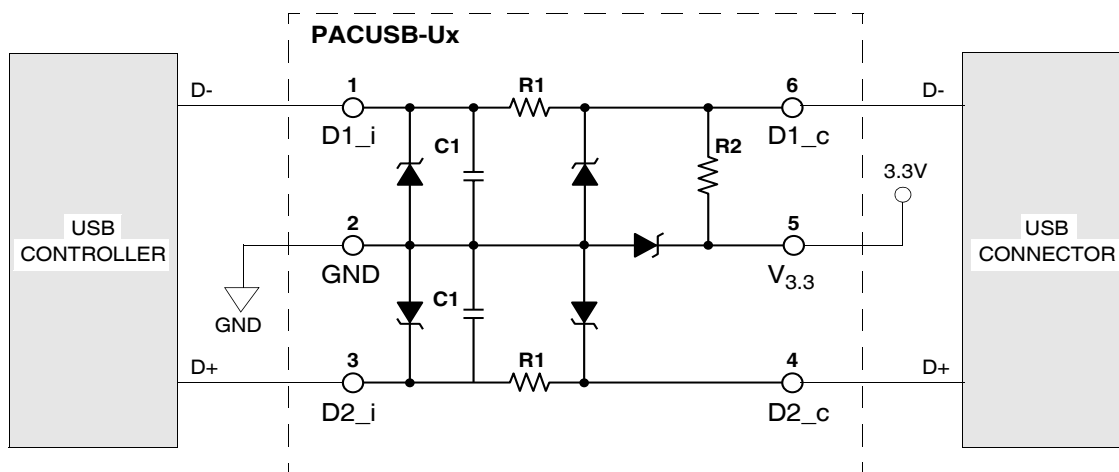 PACUSB-Ux
D-
1
R1
6
D-
D1_i
C1
R2
D1_c
3.3V
USB
CONTROLLER
2
5
USB
CONNECTOR
GND
V3.3
GND
C1
D+
3
R1
4
D+
D2_i
D2_c